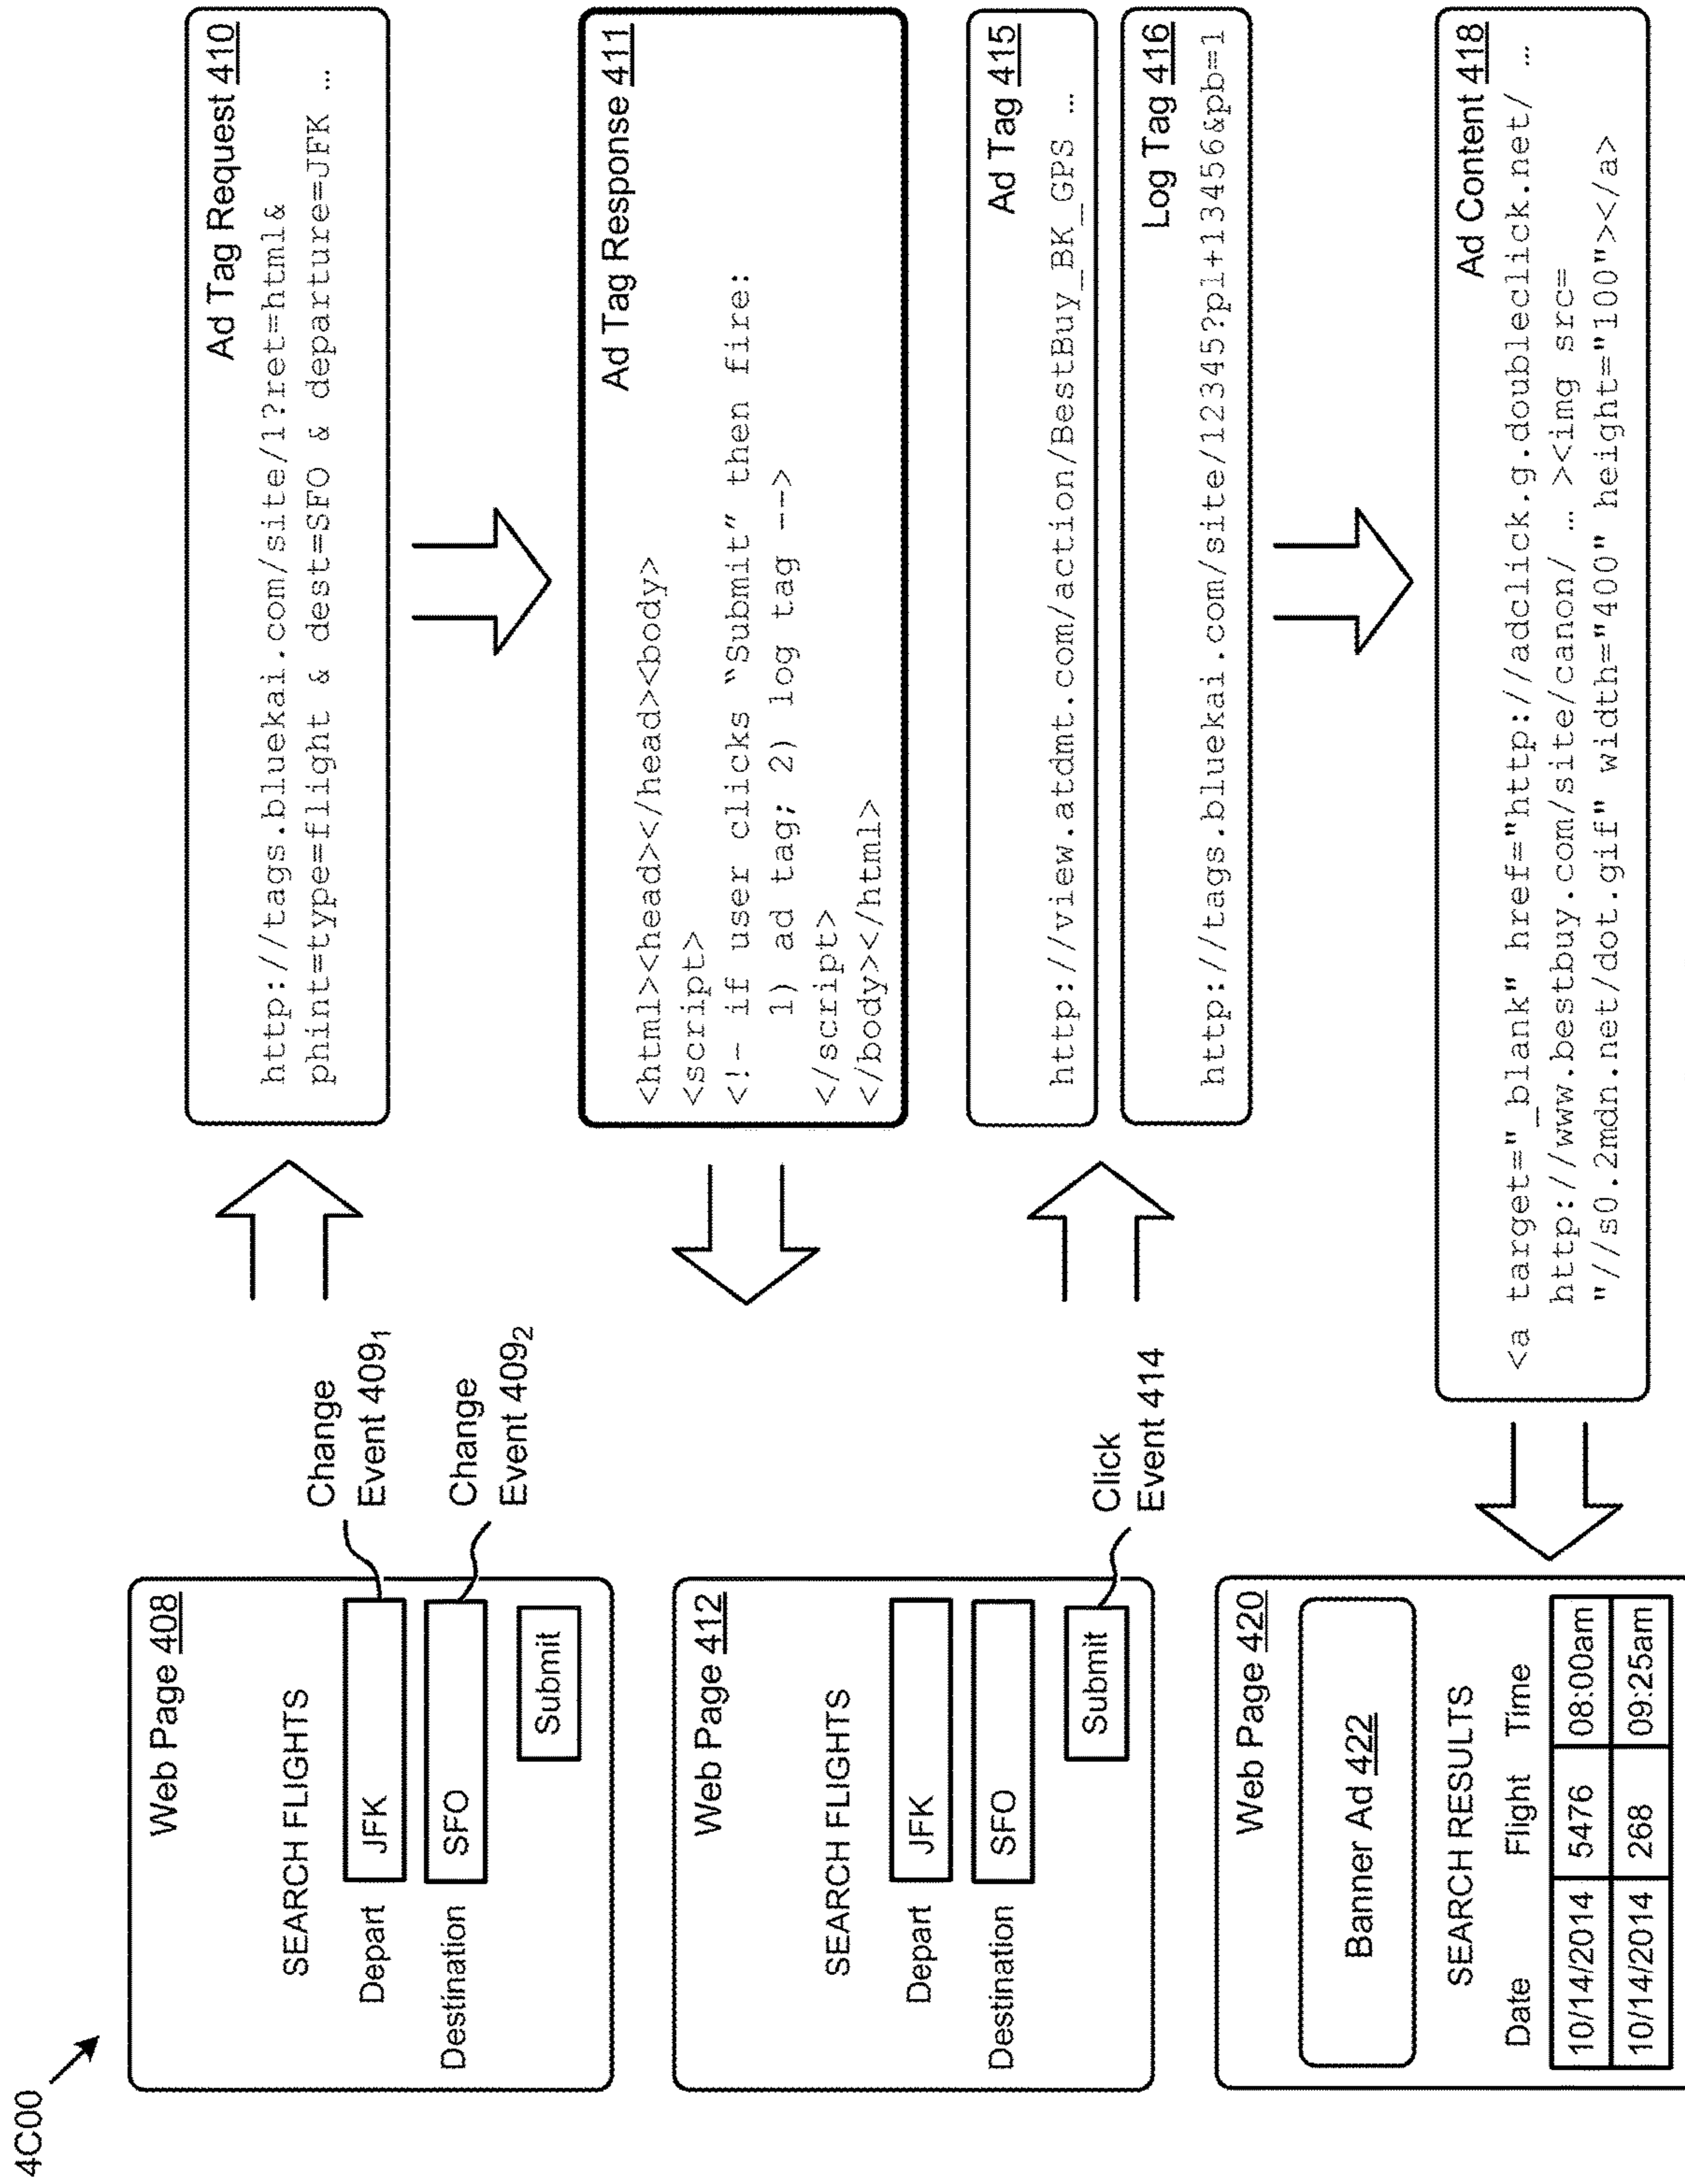 4C00
Web Page 408
SEARCH FLIGHTS
Depart JFK
Destination SFO
Submit
Change
Event 409₁
Change
Event 409₂
Ad Tag Request 410
http://tags.bluekai.com/site/1?ret=html&
phint=type=flight & dest=SFO & departure=JFK …
Ad Tag Response 411
<html><head></head><body>
<script>
<!- if user clicks “Submit” then fire:
1) ad tag; 2) log tag -->
</script>
</body></html>
Web Page 412
SEARCH FLIGHTS
Depart JFK
Destination SFO
Submit
Click
Event 414
Ad Tag 415
http://view.atdmt.com/action/BestBuy_BK_GPS …
Log Tag 416
http://tags.bluekai.com/site/12345?pl+13456&pb=1
Ad Content 418
<a target="_blank" href="http://adclick.g.doubleclick.net/ …
http://www.bestbuy.com/site/canon/ … ><img src=
"//s0.2mdn.net/dot.gif" width="400" height="100"></a>
Web Page 420
Banner Ad 422
SEARCH RESULTS
Date Flight Time
10/14/2014 5476 08:00am
10/14/2014 268 09:25am